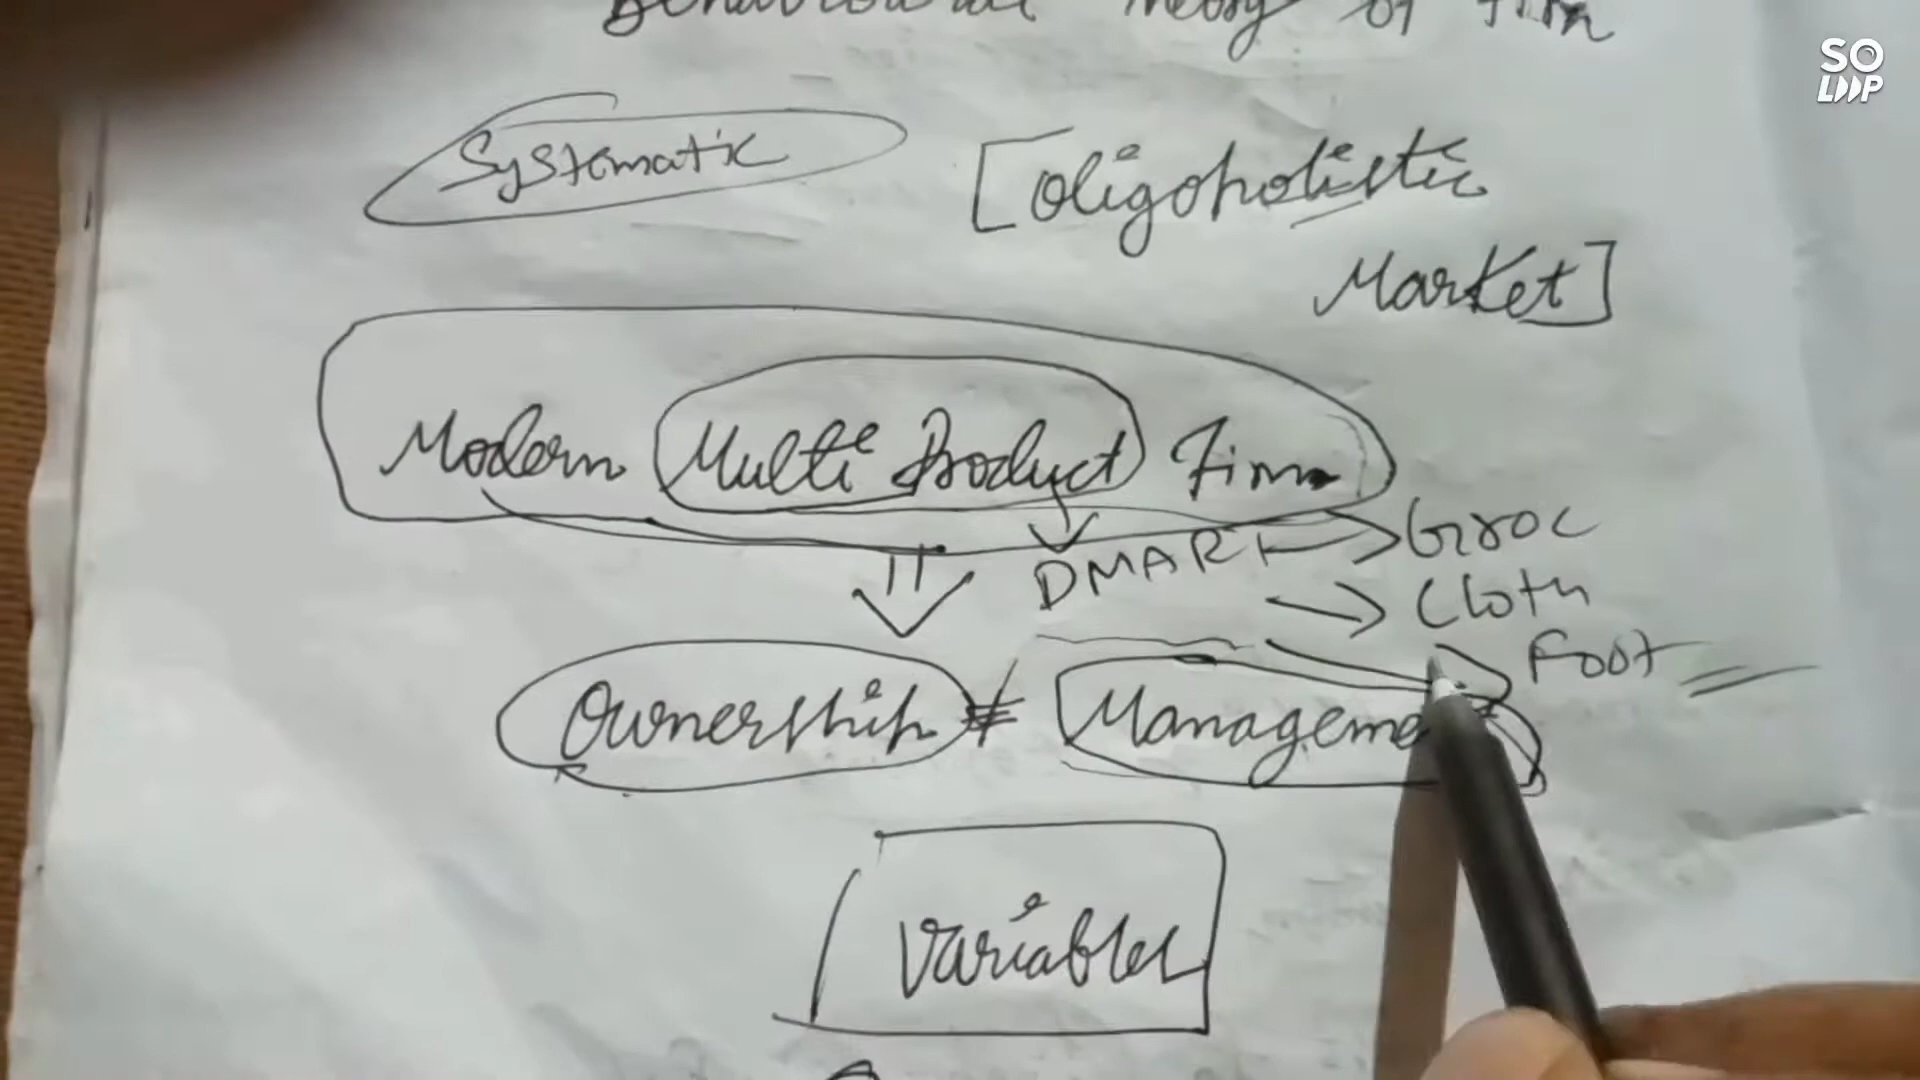 Behavioural Theory of Firm
SO
LOOP
Systematic
[Oligopolistic
Market]
Modern Multi Product Firm
DMART → Groc
→ Cloth
→ Foot
Ownership ≠ Management
Variables